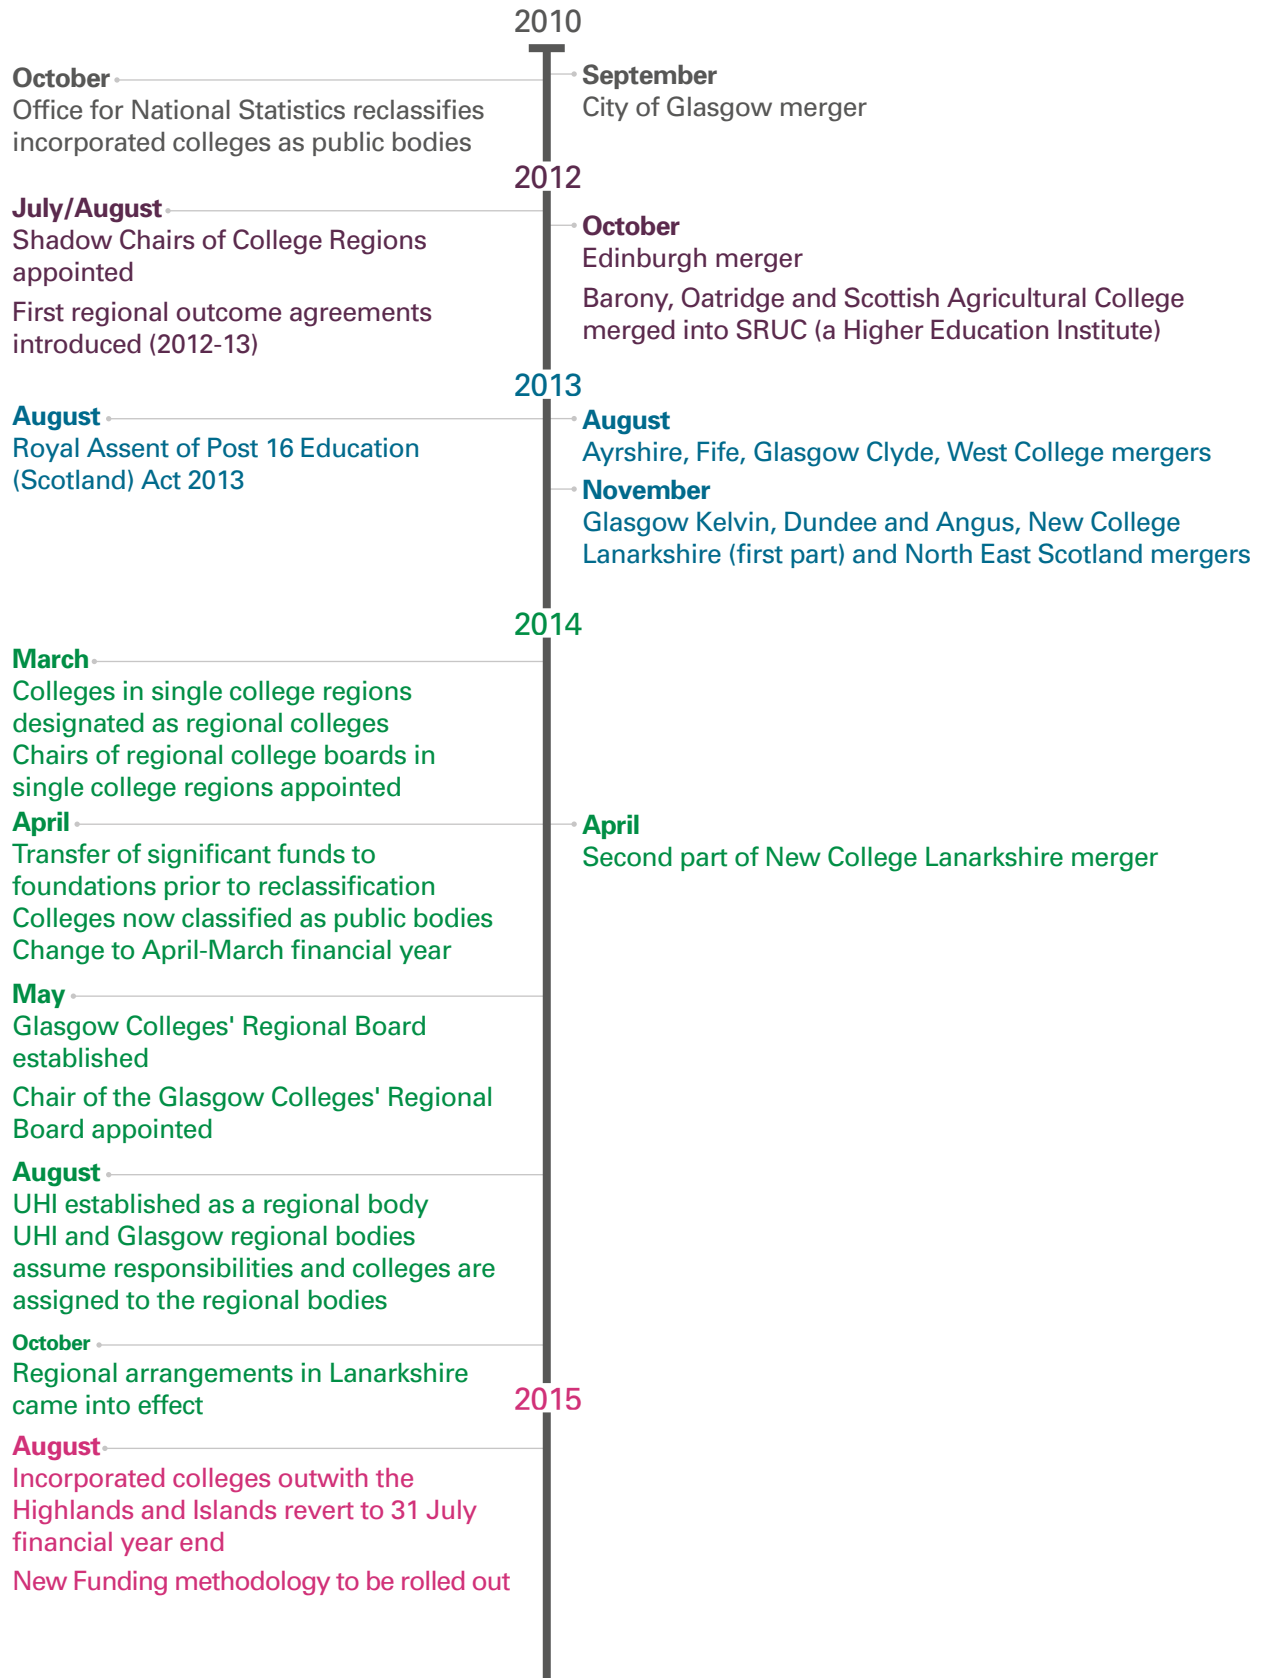 2010
October
Office for National Statistics reclassifies
incorporated colleges as public bodies
September
City of Glasgow merger
2012
July/August
Shadow Chairs of College Regions
appointed
First regional outcome agreements
introduced (2012-13)
October
Edinburgh merger
Barony, Oatridge and Scottish Agricultural College
merged into SRUC (a Higher Education Institute)
2013
August
Royal Assent of Post 16 Education
(Scotland) Act 2013
August
Ayrshire, Fife, Glasgow Clyde, West College mergers
November
Glasgow Kelvin, Dundee and Angus, New College
Lanarkshire (first part) and North East Scotland mergers
2014
March
Colleges in single college regions
designated as regional colleges
Chairs of regional college boards in
single college regions appointed
April
Transfer of significant funds to
foundations prior to reclassification
Colleges now classified as public bodies
Change to April-March financial year
April
Second part of New College Lanarkshire merger
May
Glasgow Colleges' Regional Board
established
Chair of the Glasgow Colleges' Regional
Board appointed
August
UHI established as a regional body
UHI and Glasgow regional bodies
assume responsibilities and colleges are
assigned to the regional bodies
October
Regional arrangements in Lanarkshire
came into effect
2015
August
Incorporated colleges outwith the
Highlands and Islands revert to 31 July
financial year end
New Funding methodology to be rolled out